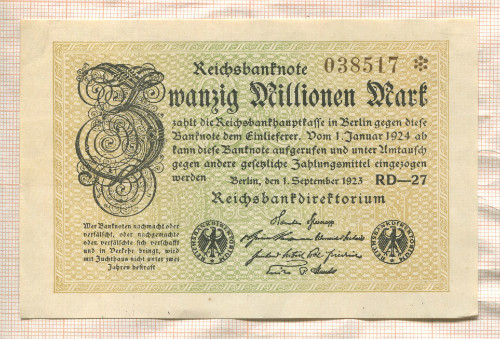 Reichsbanknote 038517 *
Zwanzig Millionen Mark
zahlt die Reichsbankhauptkasse in Berlin gegen diese
Banknote dem Einlieferer. Vom 1. Januar 1924 ab
kann diese Banknote aufgerufen und unter Umtausch
gegen andere gesetzliche Zahlungsmittel eingezogen
werden Berlin, den 1. September 1923 RD—27
Reichsbankdirektorium
Wer Banknoten nachmacht oder
verfälscht, oder nachgemachte
oder verfälschte sich verschafft
und in Verkehr bringt, wird
mit Zuchthaus nicht unter zwei
Jahren bestraft